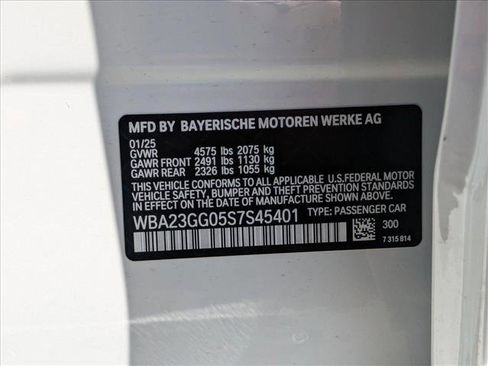 MFD BY BAYERISCHE MOTOREN WERKE AG
01/25
GVWR 4575 lbs 2075 kg
GAWR FRONT 2491 lbs 1130 kg
GAWR REAR 2326 lbs 1055 kg
THIS VEHICLE CONFORMS TO ALL APPLICABLE U.S.FEDERAL MOTOR
VEHICLE SAFETY, BUMPER, AND THEFT PREVENTION STANDARDS
IN EFFECT ON THE DATE OF MANUFACTURE SHOWN ABOVE.
WBA23GG05S7S45401 TYPE: PASSENGER CAR
300
7 315 814